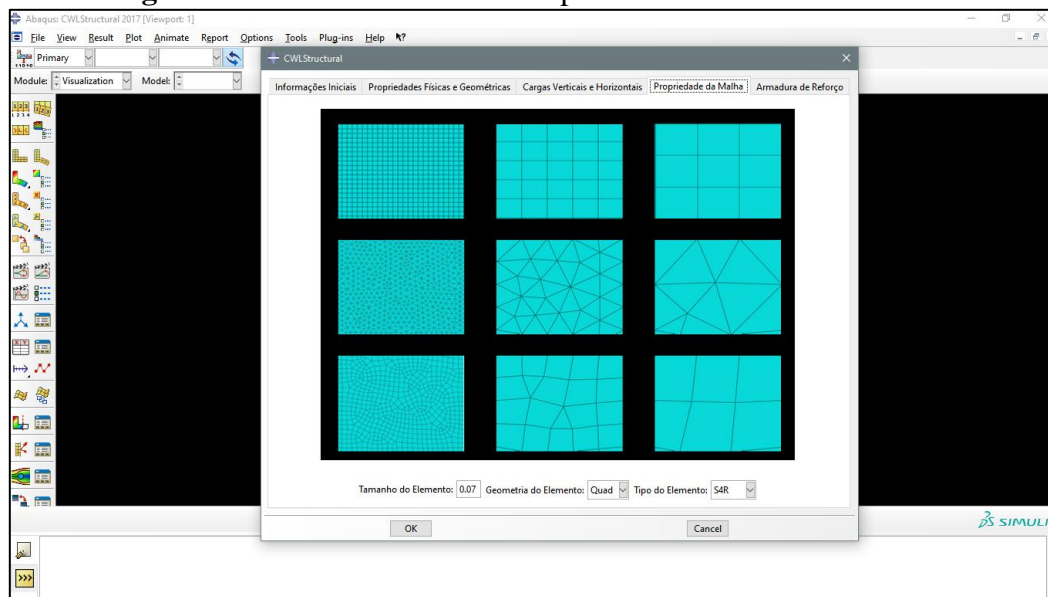 Abaqus: CWLStructural 2017 [Viewport: 1]
File View Result Plot Animate Report Options Tools Plug-ins Help
Primary
Module: Visualization Model:
CWLStructural
Informações Iniciais Propriedades Físicas e Geométricas Cargas Verticais e Horizontais Propriedade da Malha Armadura de Reforço
Tamanho do Elemento: 0.07 Geometria do Elemento: Quad Tipo do Elemento: S4R
OK Cancel
SIMULI
>>>